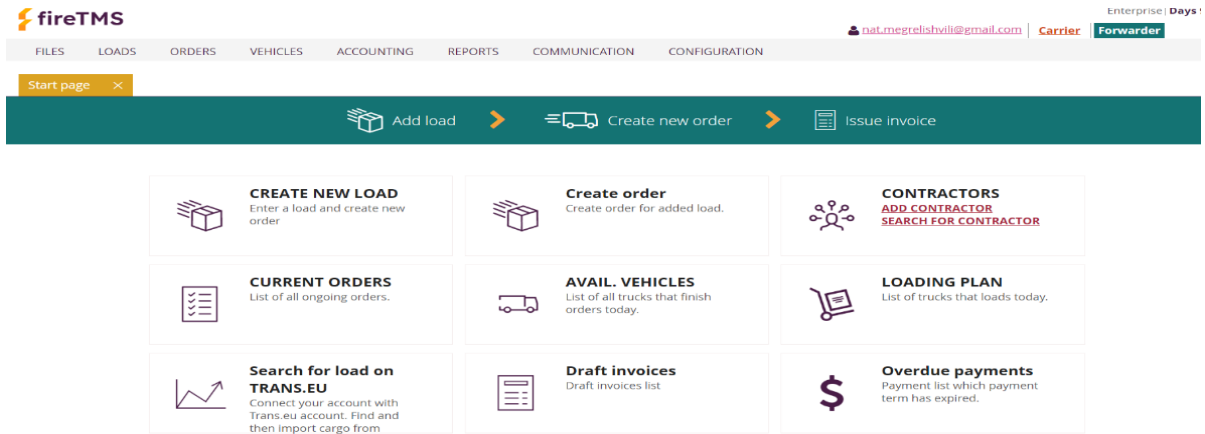 fireTMS
Enterprise| Days
nat.megrelishvili@gmail.com Carrier Forwarder
FILES LOADS ORDERS VEHICLES ACCOUNTING REPORTS COMMUNICATION CONFIGURATION
Start page ×
Add load > Create new order > Issue invoice
CREATE NEW LOAD
Enter a load and create new
order
Create order
Create order for added load.
CONTRACTORS
ADD CONTRACTOR
SEARCH FOR CONTRACTOR
CURRENT ORDERS
List of all ongoing orders.
AVAIL. VEHICLES
List of all trucks that finish
orders today.
LOADING PLAN
List of trucks that loads today.
Search for load on
TRANS.EU
Connect your account with
Trans.eu account. Find and
then import cargo from
Draft invoices
Draft invoices list
Overdue payments
Payment list which payment
term has expired.